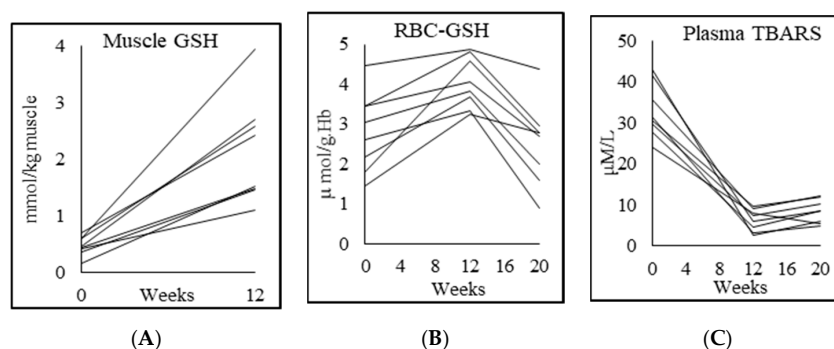 Muscle GSH
mmol/kg muscle
4
3
2
1
0
0
Weeks
12
(A)
RBC-GSH
μ mol/g.Hb
5
4
3
2
1
0
0 4 8 12 16 20
Weeks
(B)
Plasma TBARS
μM/L
50
40
30
20
10
0
0 4 8 12 16 20
Weeks
(C)